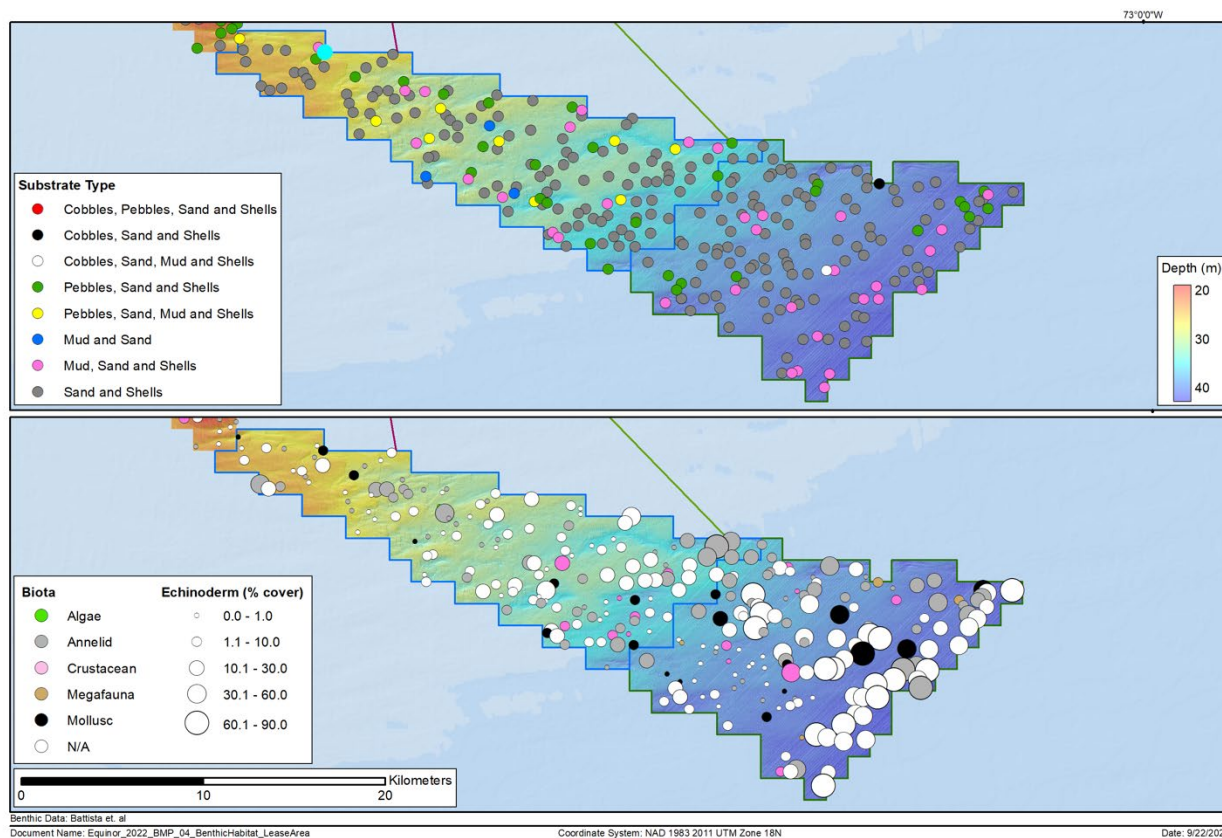 73°0'0"W
Substrate Type
Cobbles, Pebbles, Sand and Shells
Cobbles, Sand and Shells
Cobbles, Sand, Mud and Shells
Pebbles, Sand and Shells
Pebbles, Sand, Mud and Shells
Mud and Sand
Mud, Sand and Shells
Sand and Shells
Depth (m)
20
30
40
Biota Echinoderm (% cover)
Algae 0.0 - 1.0
Annelid 1.1 - 10.0
Crustacean 10.1 - 30.0
Megafauna 30.1 - 60.0
Mollusc 60.1 - 90.0
N/A
Kilometers
0 10 20
Benthic Data: Battista et. al
Document Name: Equinor_2022_BMP_04_BenthicHabitat_LeaseArea Coordinate System: NAD 1983 2011 UTM Zone 18N Date: